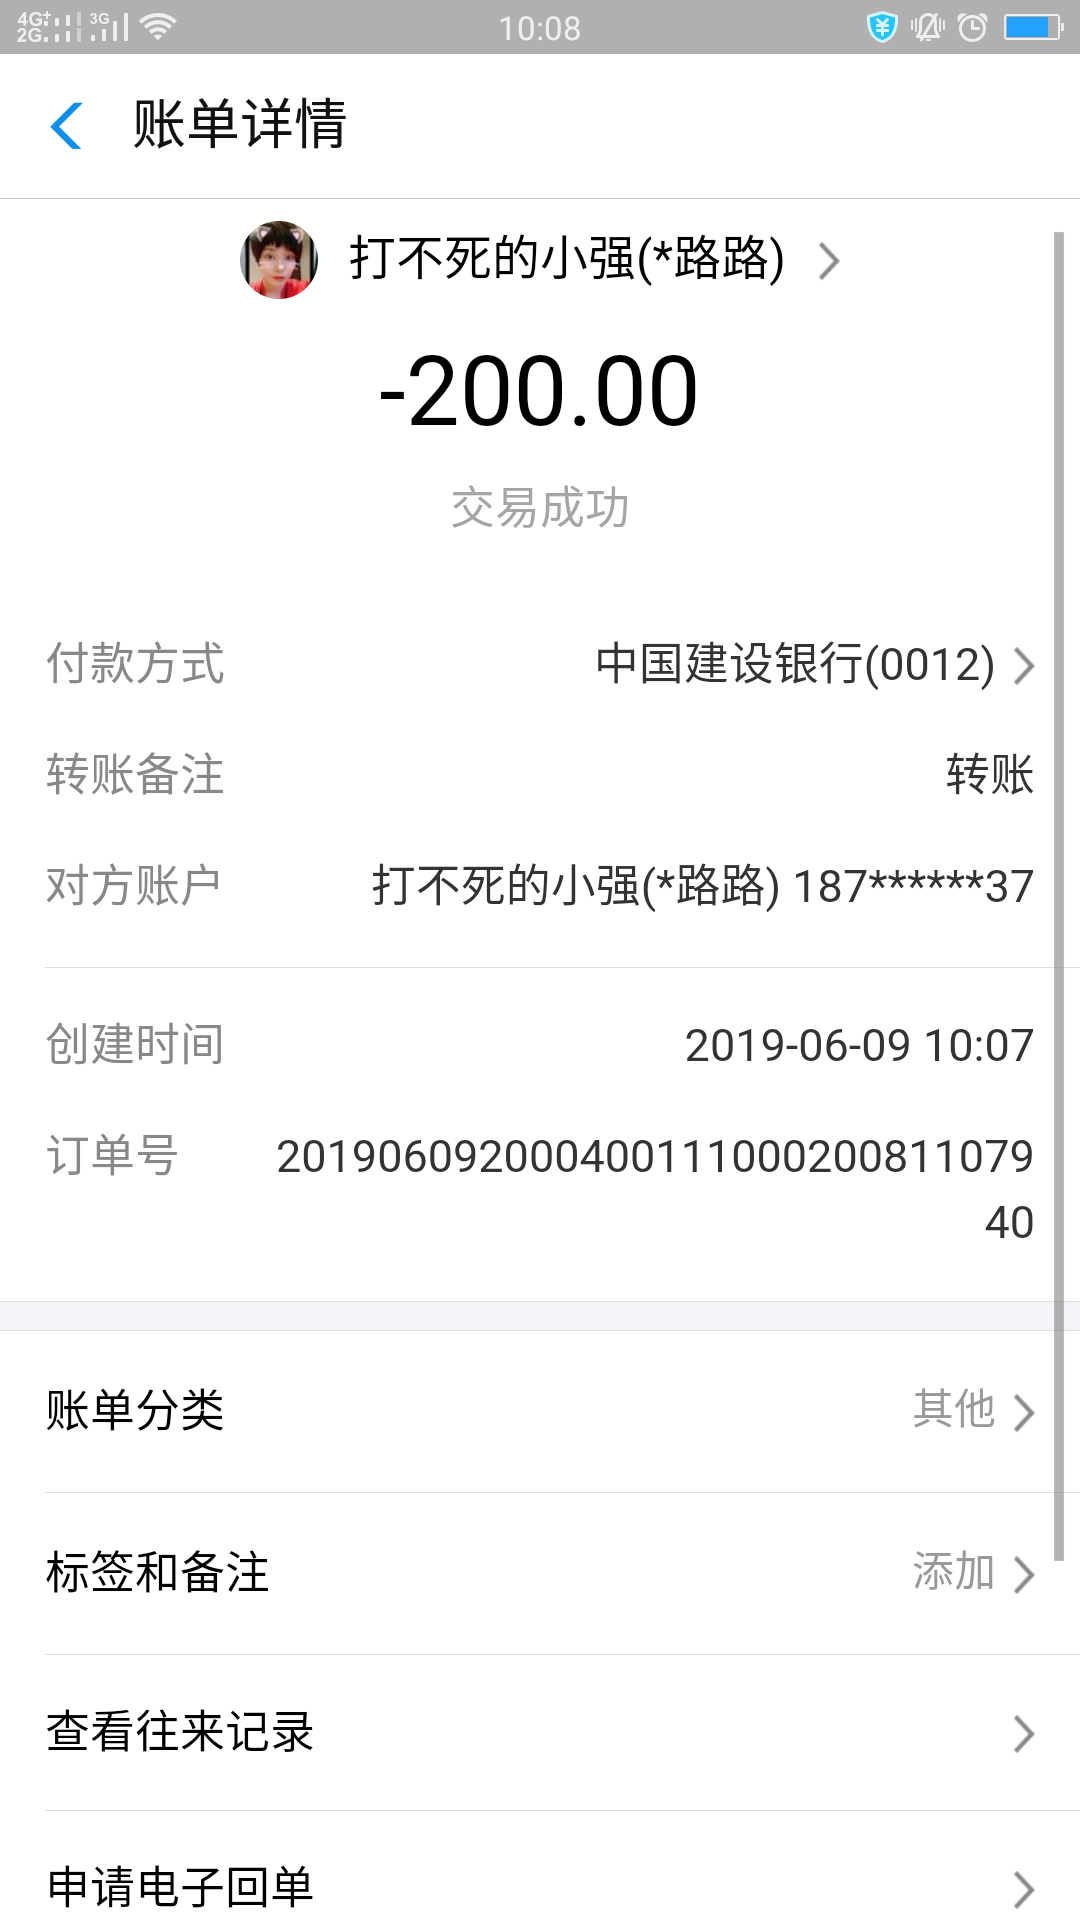 4G+ 2G 3G 10:08
账单详情
打不死的小强(*路路)
-200.00
交易成功
付款方式 中国建设银行(0012)
转账备注 转账
对方账户 打不死的小强(*路路) 187******37
创建时间 2019-06-09 10:07
订单号 201906092000400111000200811079
40
账单分类 其他
标签和备注 添加
查看往来记录
申请电子回单